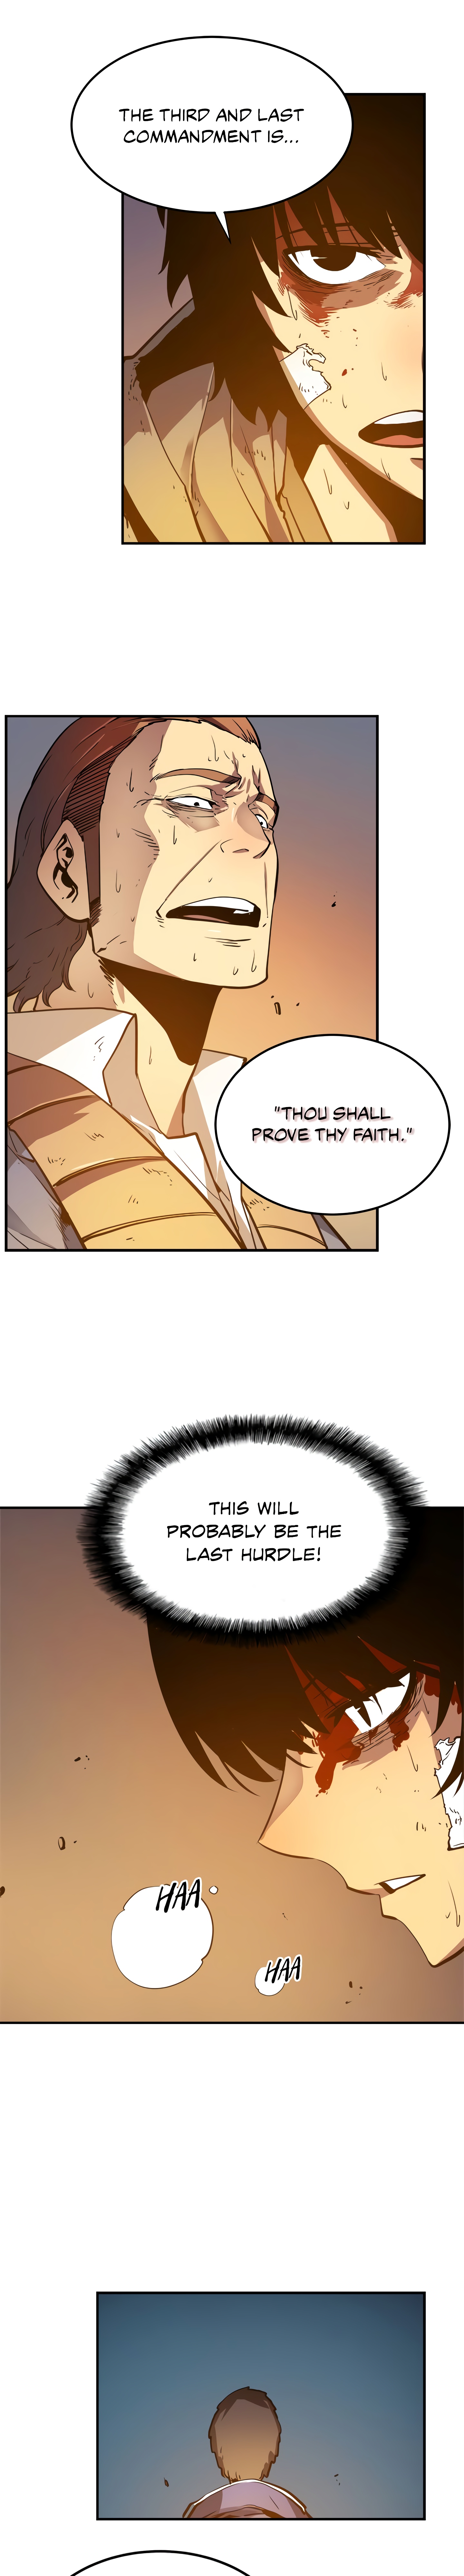 THE THIRD AND LAST
COMMANDMENT IS...
"THOU SHALL
PROVE THY FAITH."
THIS WILL
PROBABLY BE THE
LAST HURDLE!
HAA
HAA